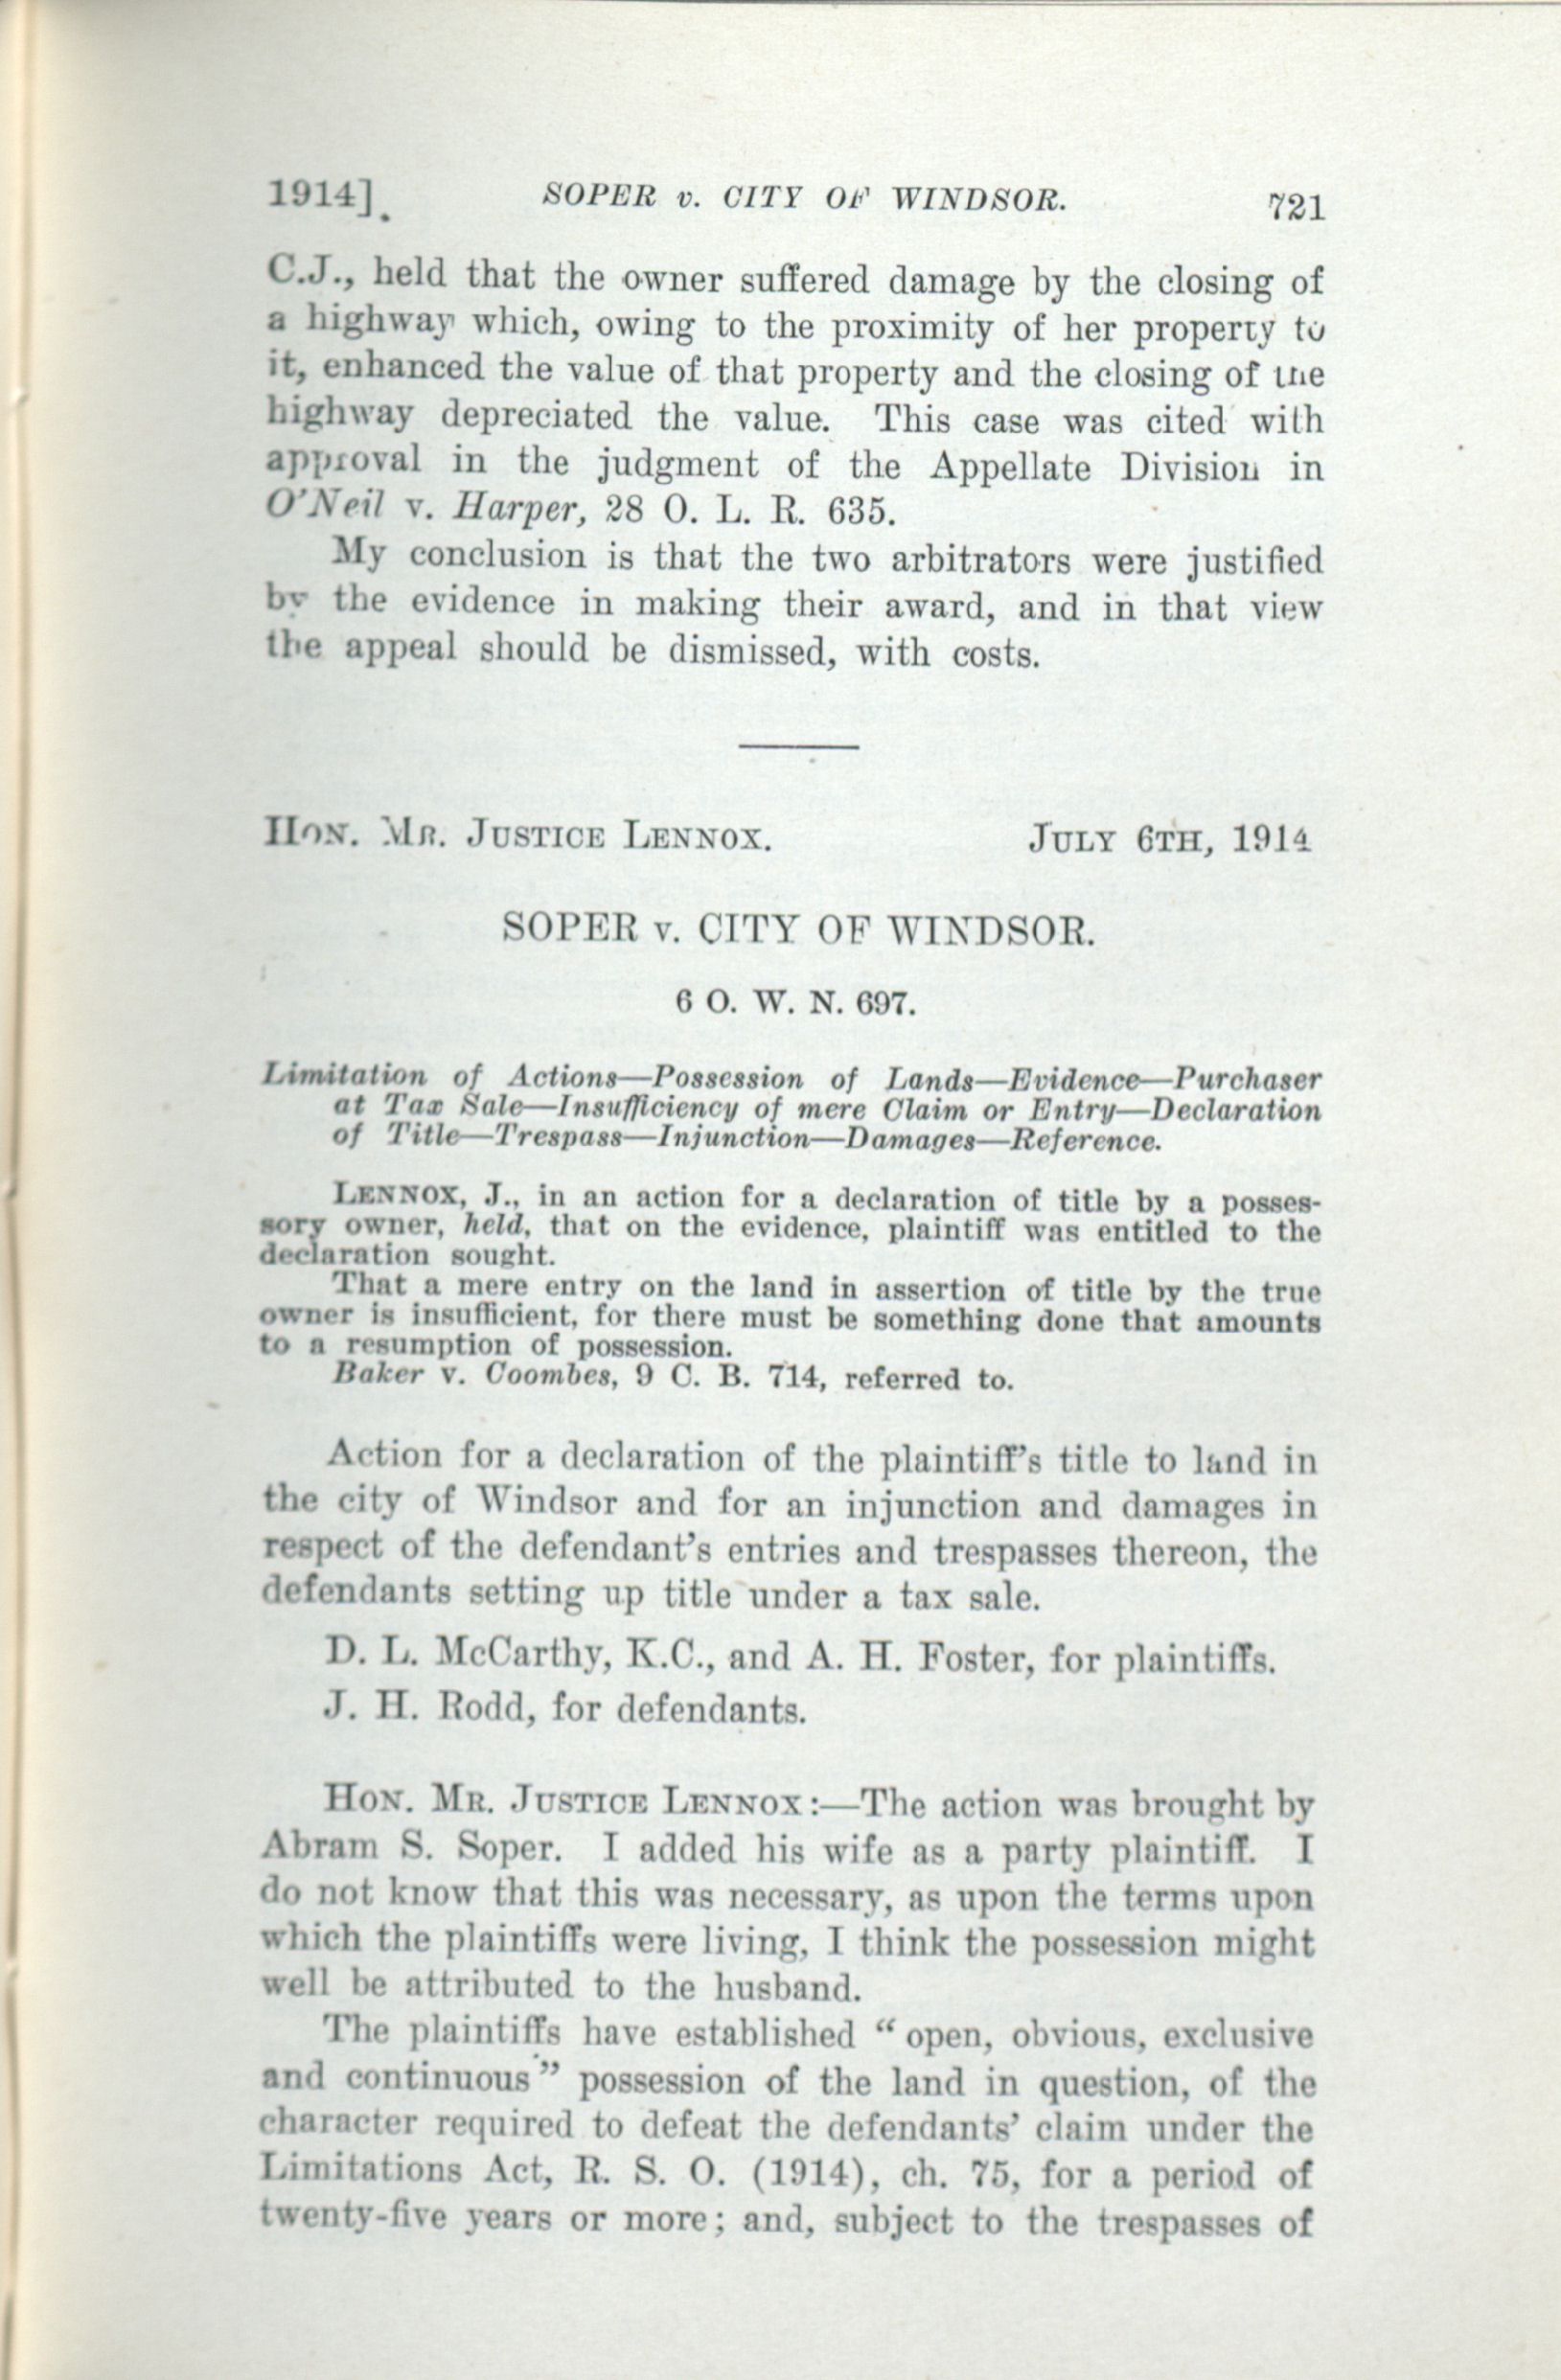 1914]. SOPER v. CITY OF WINDSOR. 721
C.J., held that the owner suffered damage by the closing of
a highway which, owing to the proximity of her property to
it, enhanced the value of that property and the closing of the
highway depreciated the value. This case was cited with
approval in the judgment of the Appellate Division in
O'Neil v. Harper, 28 O. L. R. 635.
My conclusion is that the two arbitrators were justified
by the evidence in making their award, and in that view
the appeal should be dismissed, with costs.
HON. MR. JUSTICE LENNOX. JULY 6TH, 1914
SOPER v. CITY OF WINDSOR.
6 O. W. N. 697.
Limitation of Actions—Possession of Lands—Evidence—Purchaser
at Tax Sale—Insufficiency of mere Claim or Entry—Declaration
of Title—Trespass—Injunction—Damages—Reference.
LENNOX, J., in an action for a declaration of title by a posses-
sory owner, held, that on the evidence, plaintiff was entitled to the
declaration sought.
That a mere entry on the land in assertion of title by the true
owner is insufficient, for there must be something done that amounts
to a resumption of possession.
Baker v. Coombes, 9 C. B. 714, referred to.
Action for a declaration of the plaintiff's title to land in
the city of Windsor and for an injunction and damages in
respect of the defendant's entries and trespasses thereon, the
defendants setting up title under a tax sale.
D. L. McCarthy, K.C., and A. H. Foster, for plaintiffs.
J. H. Rodd, for defendants.
HON. MR. JUSTICE LENNOX:—The action was brought by
Abram S. Soper. I added his wife as a party plaintiff. I
do not know that this was necessary, as upon the terms upon
which the plaintiffs were living, I think the possession might
well be attributed to the husband.
The plaintiffs have established "open, obvious, exclusive
and continuous" possession of the land in question, of the
character required to defeat the defendants' claim under the
Limitations Act, R. S. O. (1914), ch. 75, for a period of
twenty-five years or more; and, subject to the trespasses of